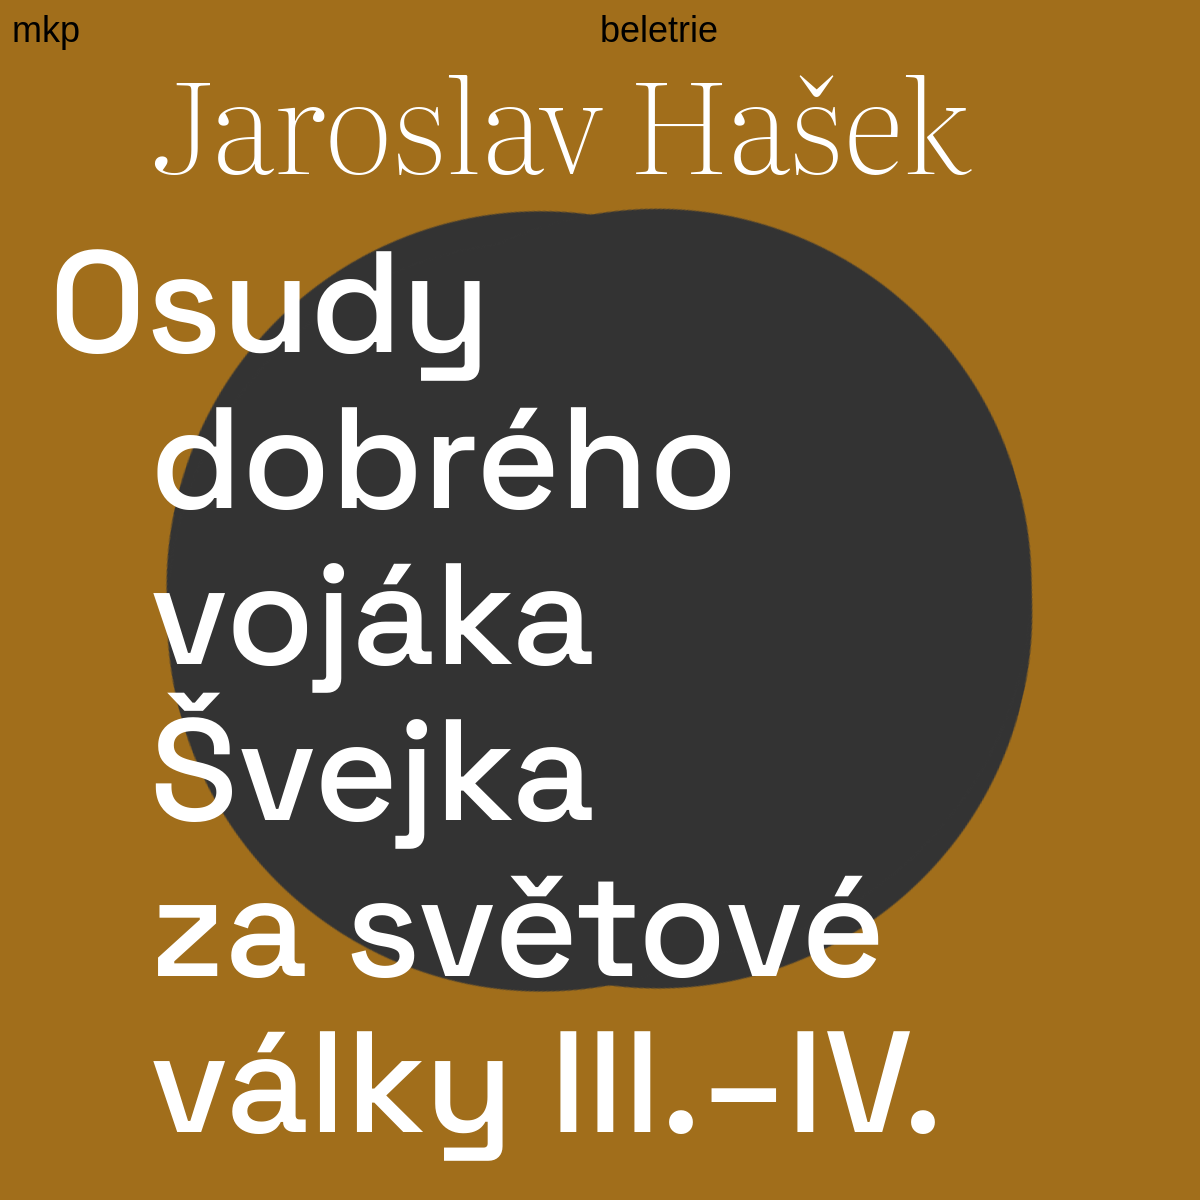 mkp beletrie
Jaroslav Hašek
Osudy
dobrého
vojáka
Švejka
za světové
války III.–IV.